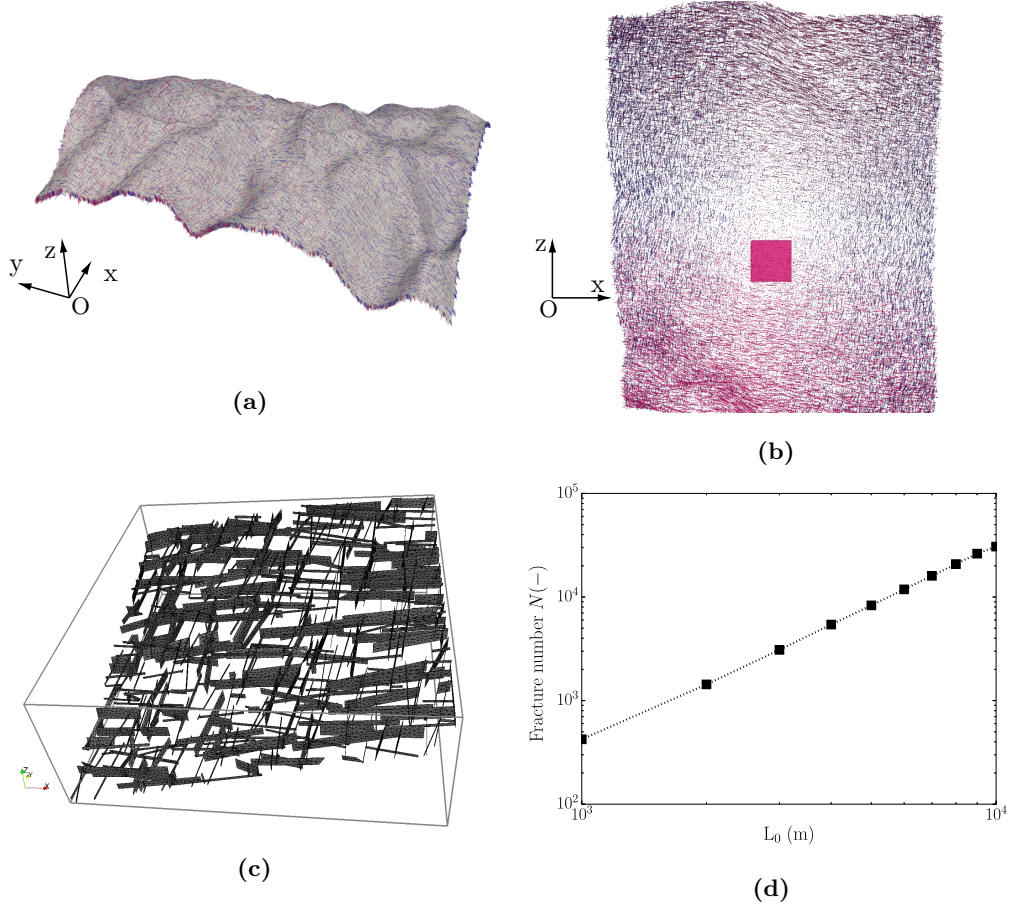 z
y
x
O
(a)
z
x
O
(b)
Z
Y
X
(c)
10^5
10^4
10^3
10^2
Fracture number N(−)
10^3
10^4
L_0 (m)
(d)